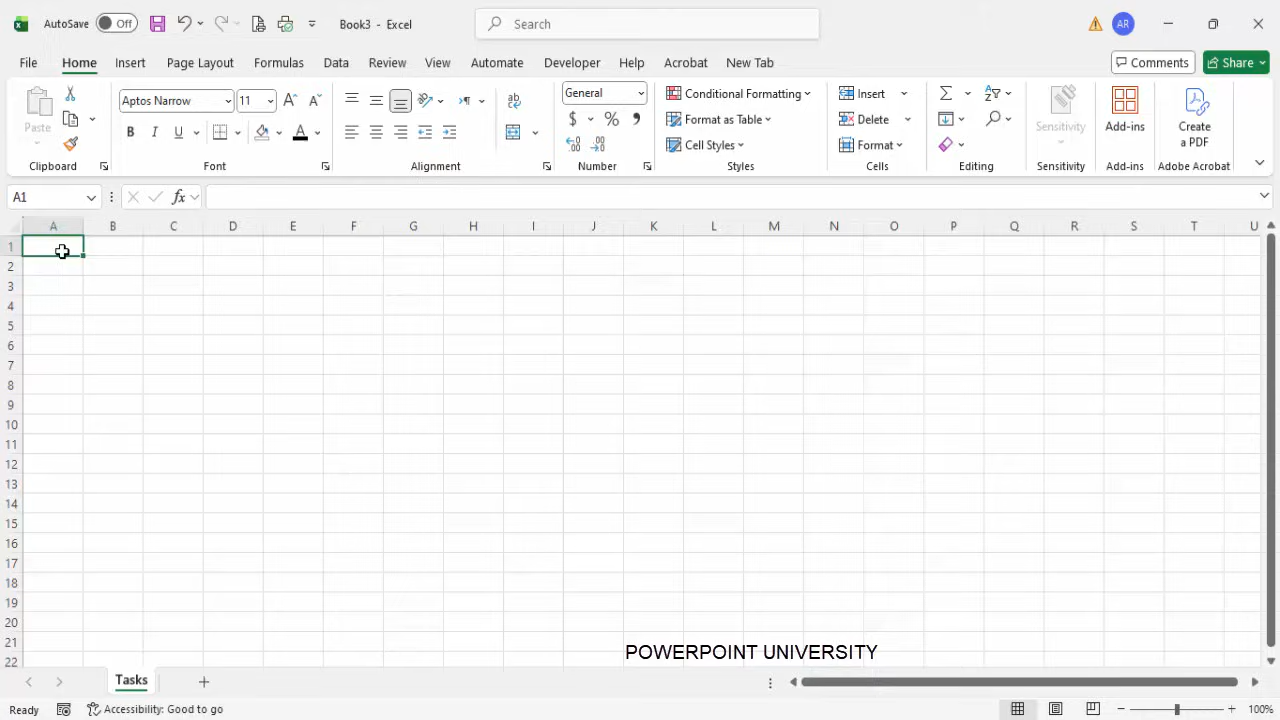 AutoSave Off Book3 - Excel Search AR
File Home Insert Page Layout Formulas Data Review View Automate Developer Help Acrobat New Tab Comments Share
Paste Aptos Narrow 11 General Conditional Formatting Insert Sensitivity Add-ins Create a PDF
B I U A $ % Format as Table Delete
Cell Styles Format
Clipboard Font Alignment Number Styles Cells Editing Sensitivity Add-ins Adobe Acrobat
A1 fx
A B C D E F G H I J K L M N O P Q R S T U
1
2
3
4
5
6
7
8
9
10
11
12
13
14
15
16
17
18
19
20
21
22
POWERPOINT UNIVERSITY
Tasks
Ready Accessibility: Good to go 100%